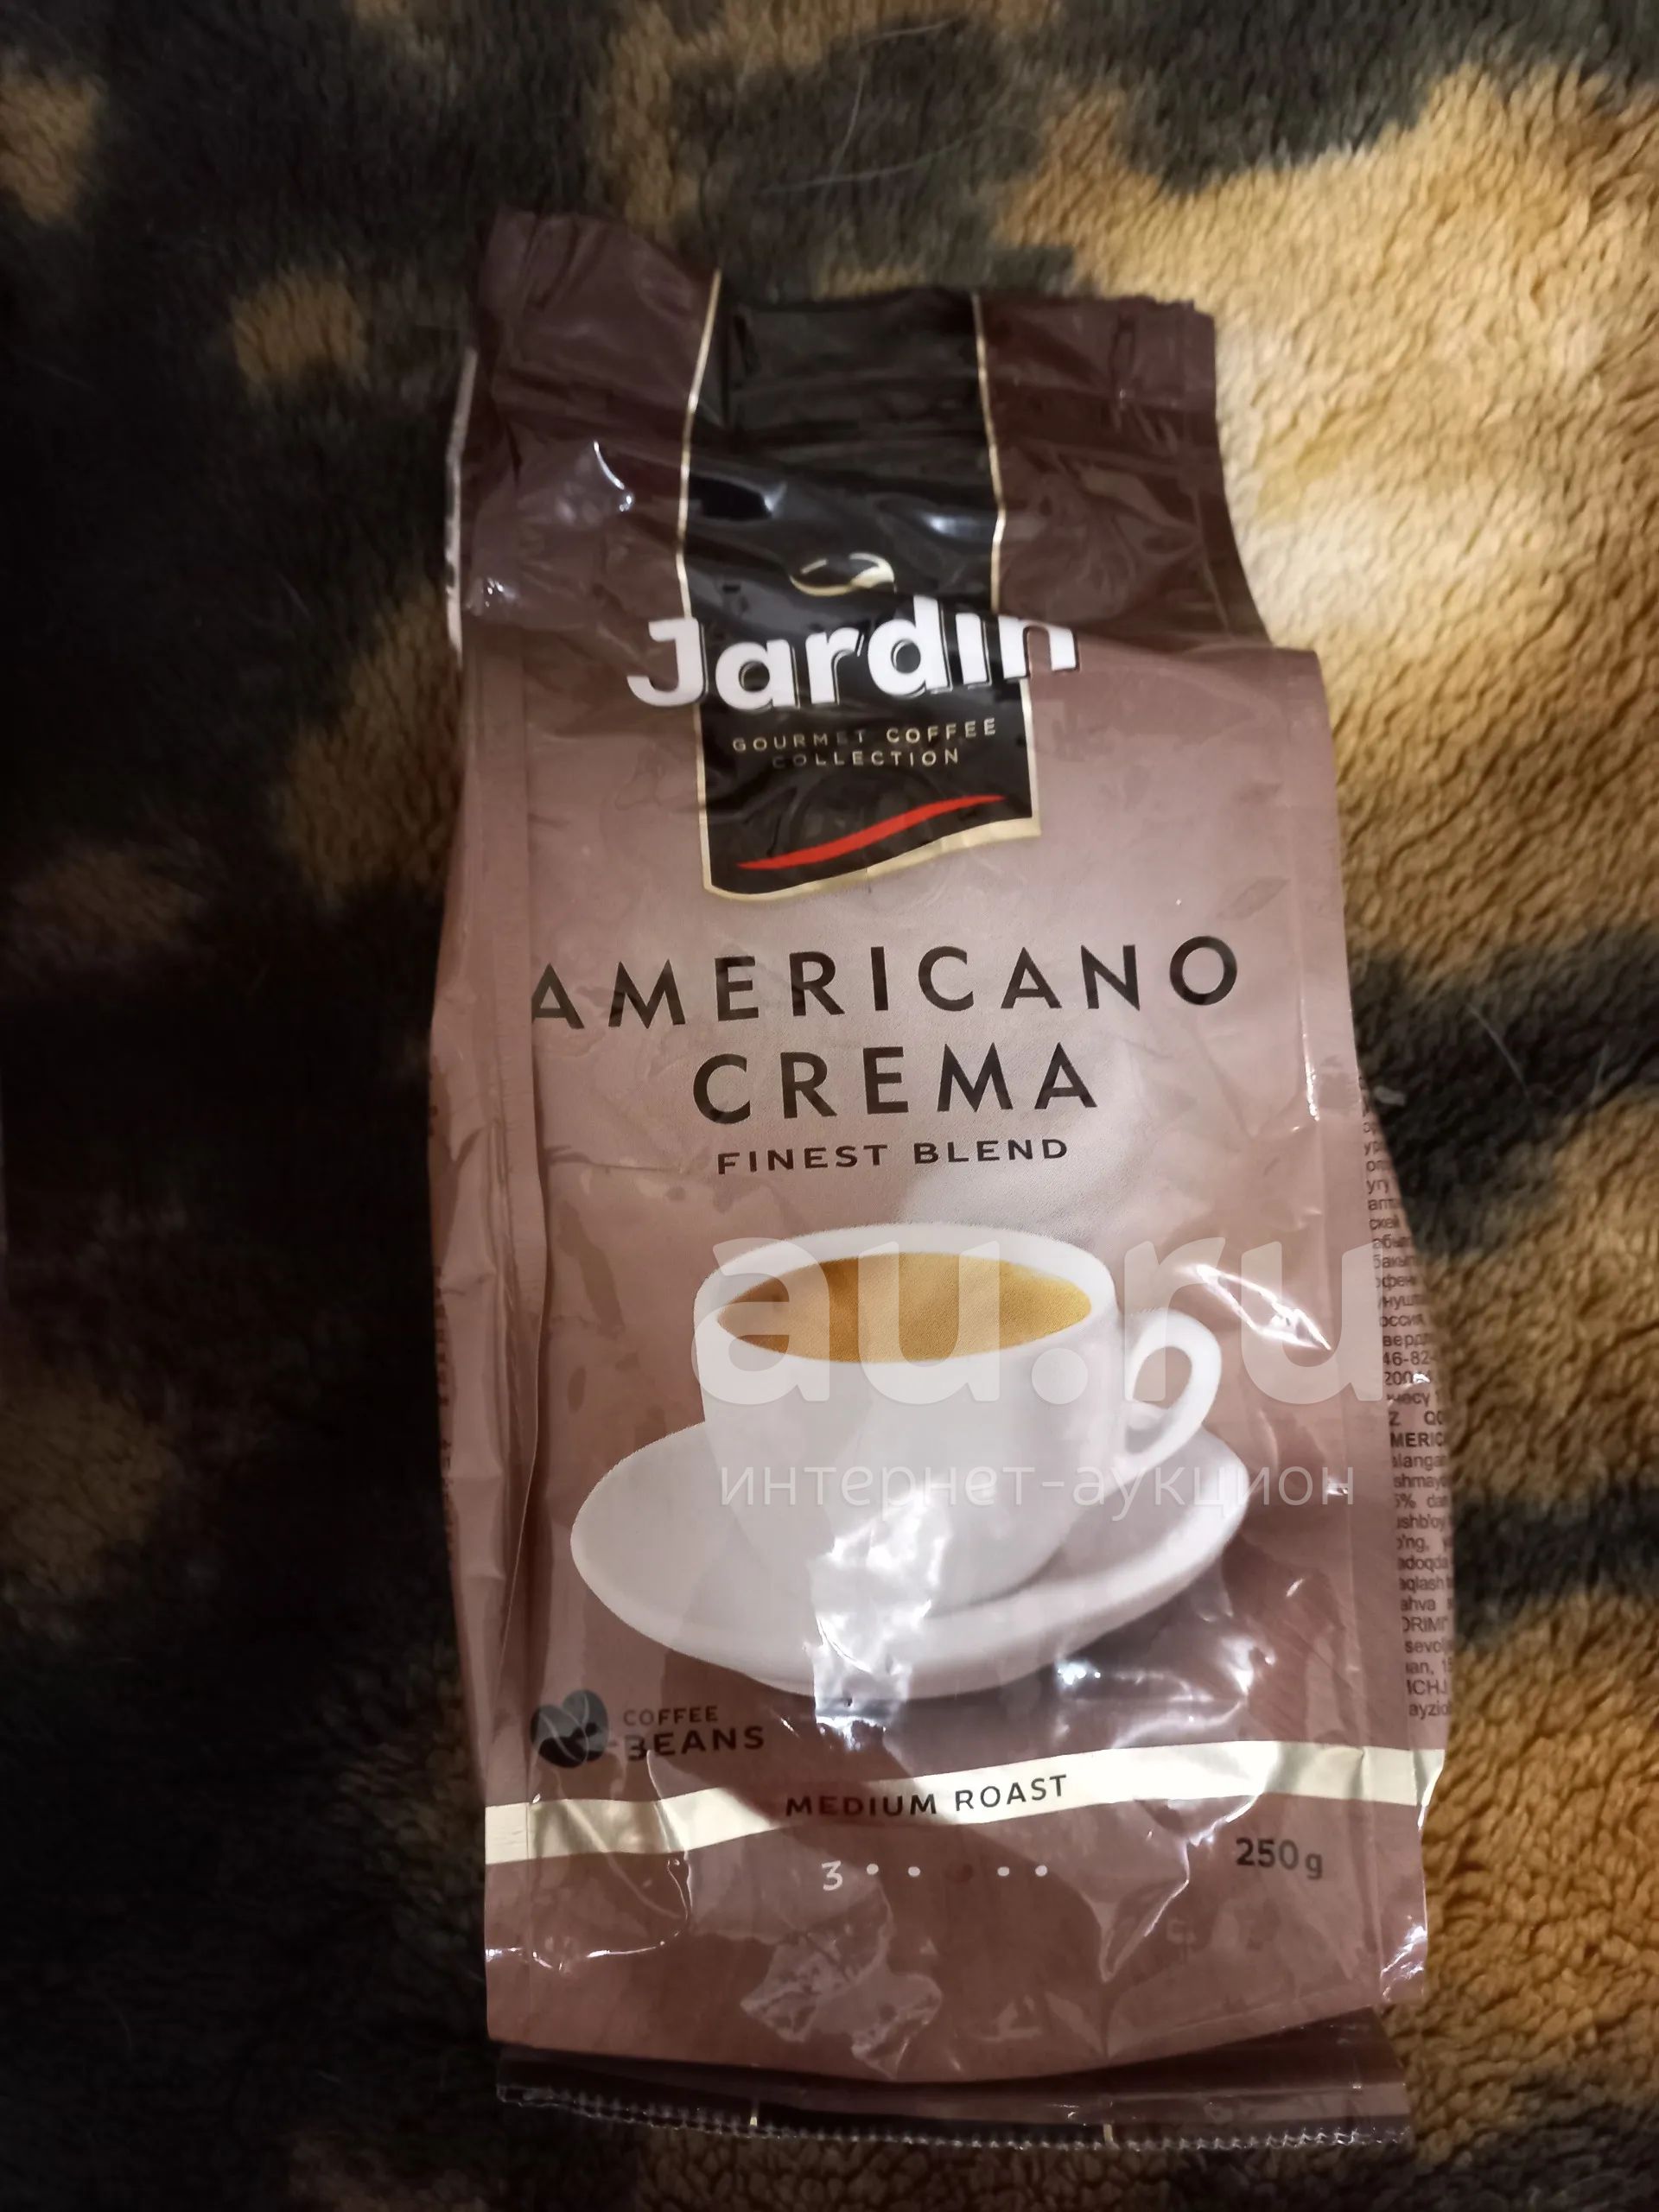 Jardin
GOURMET COFFEE
COLLECTION
AMERICANO
CREMA
FINEST BLEND
au.ru
интернет-аукцион
COFFEE
BEANS
MEDIUM ROAST
3
250g